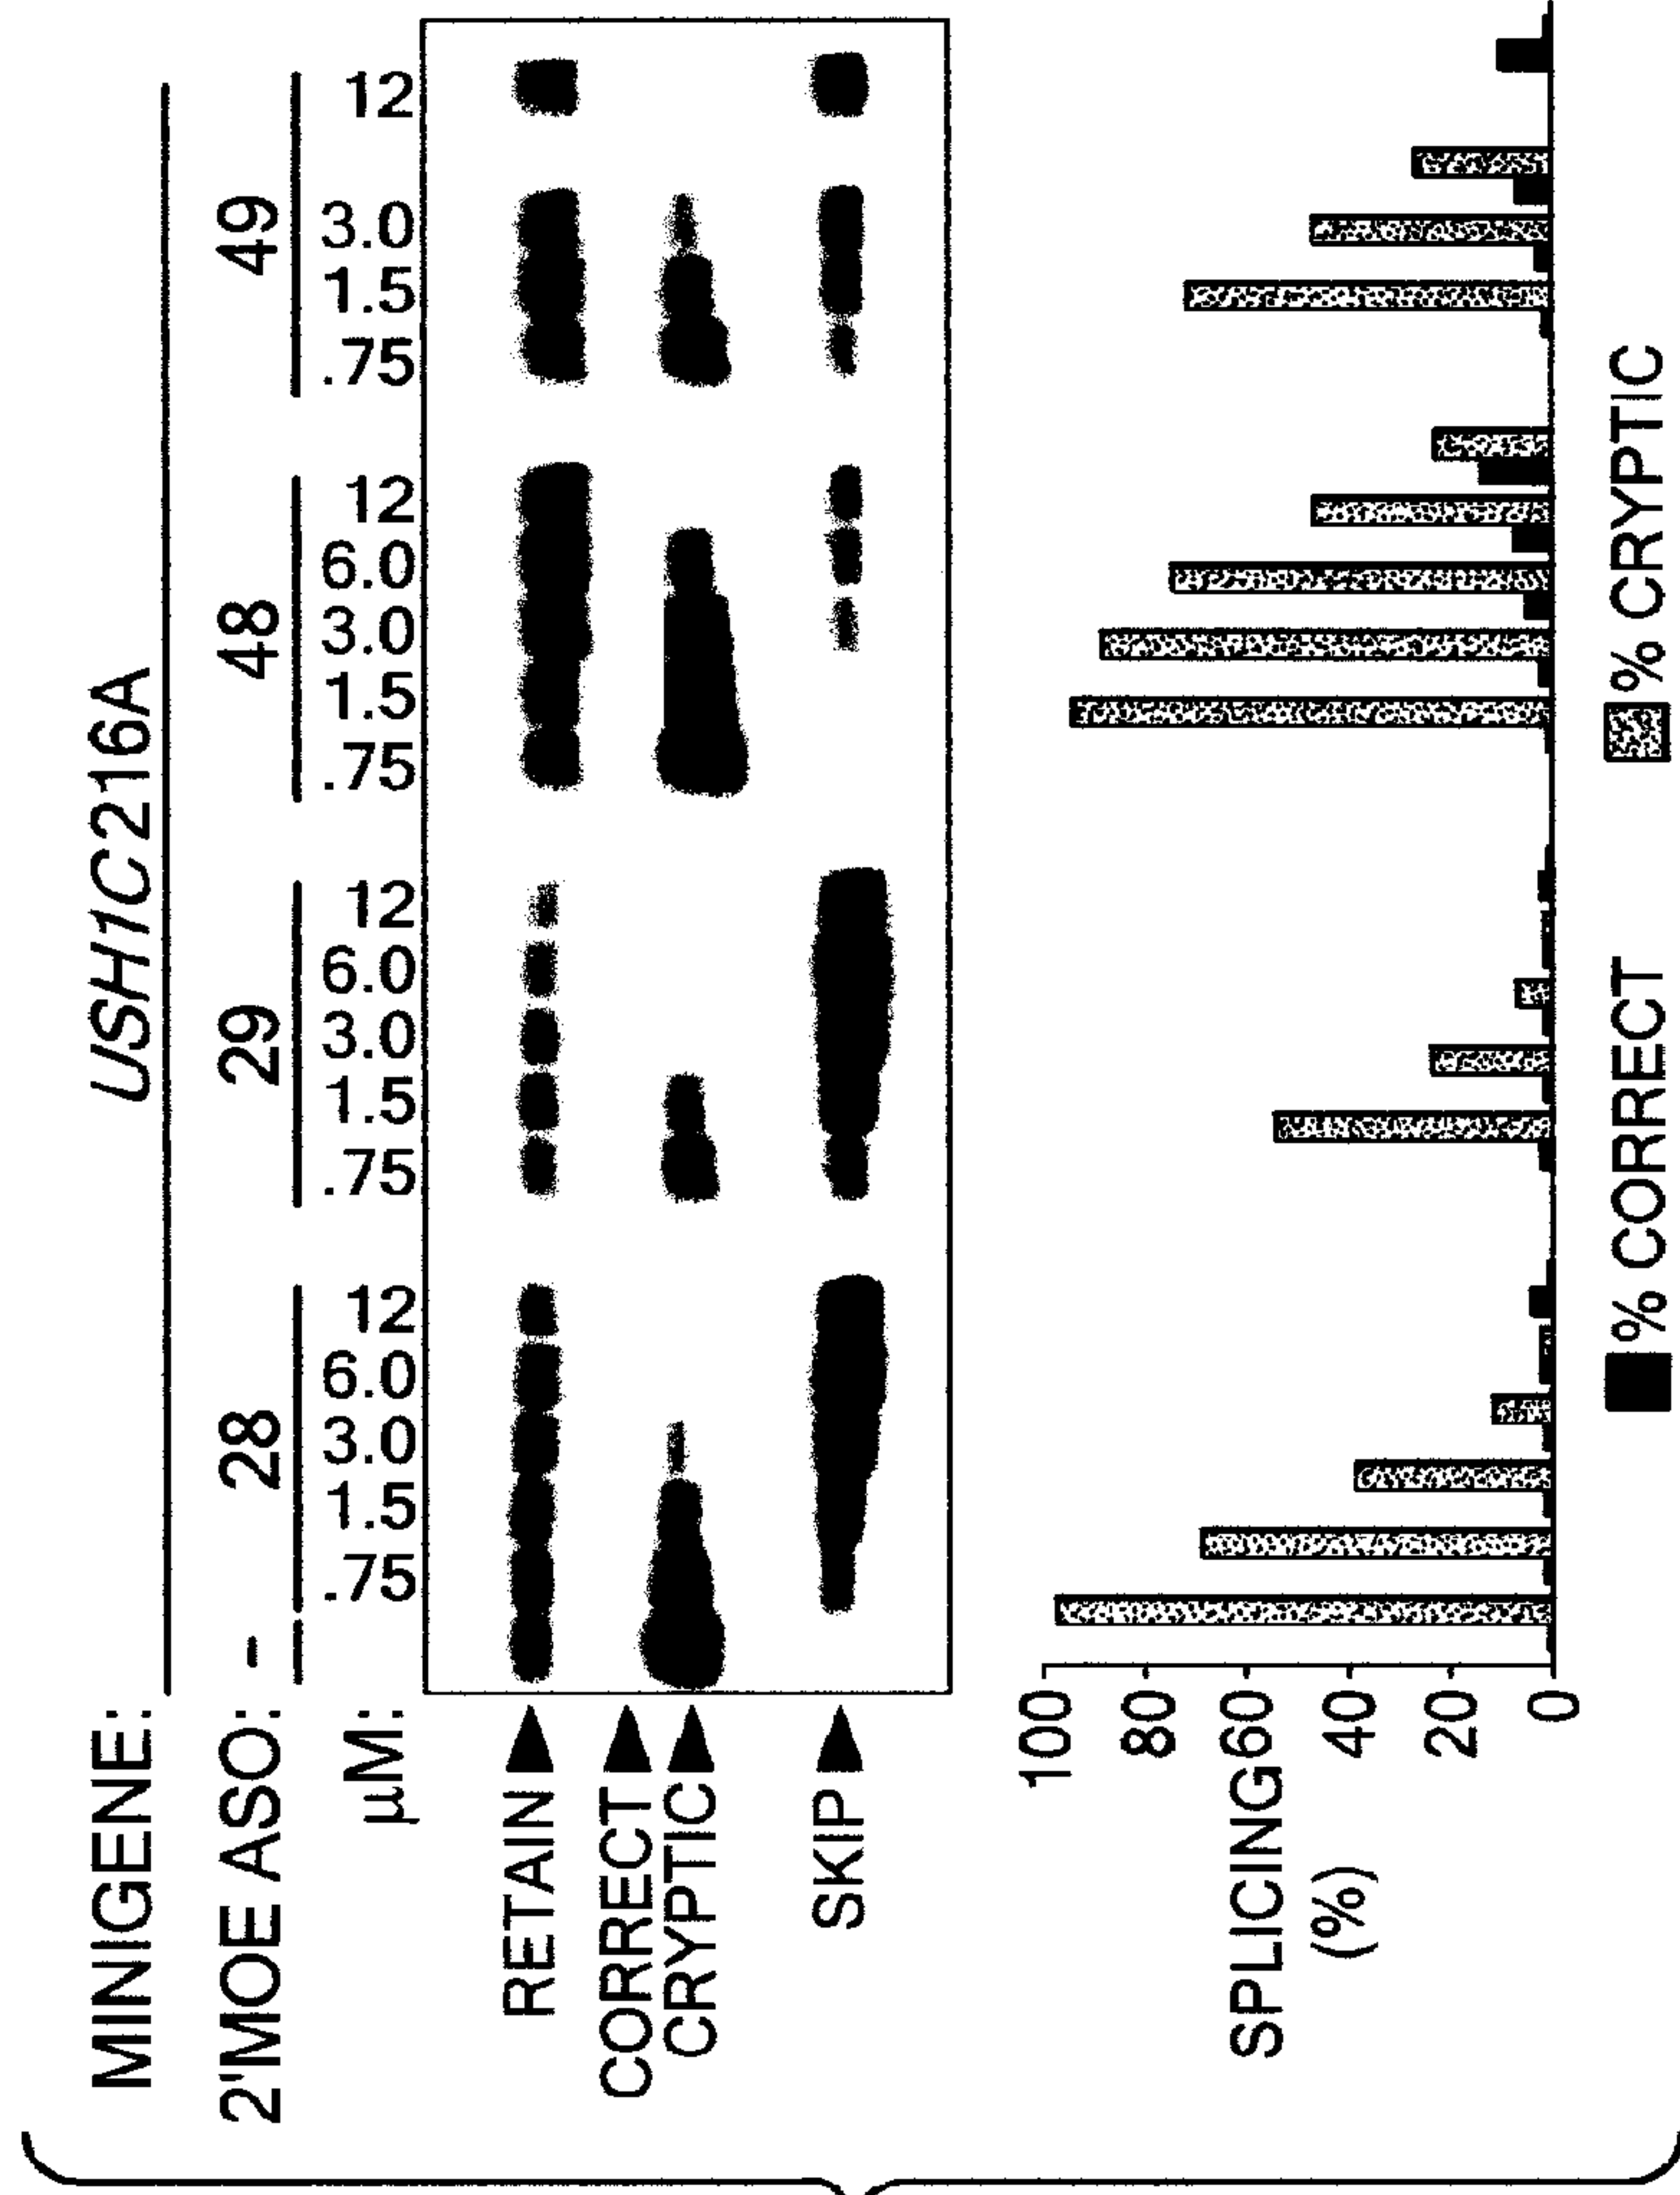 MINIGENE: USH1C 216A
2'MOE ASO: - 28 29 48 49
µM: .75 1.5 3.0 6.0 12 .75 1.5 3.0 6.0 12 .75 1.5 3.0 6.0 12 .75 1.5 3.0 12
RETAIN
CORRECT
CRYPTIC
SKIP
100
80
SPLICING 60
(%)
40
20
0
% CORRECT % CRYPTIC